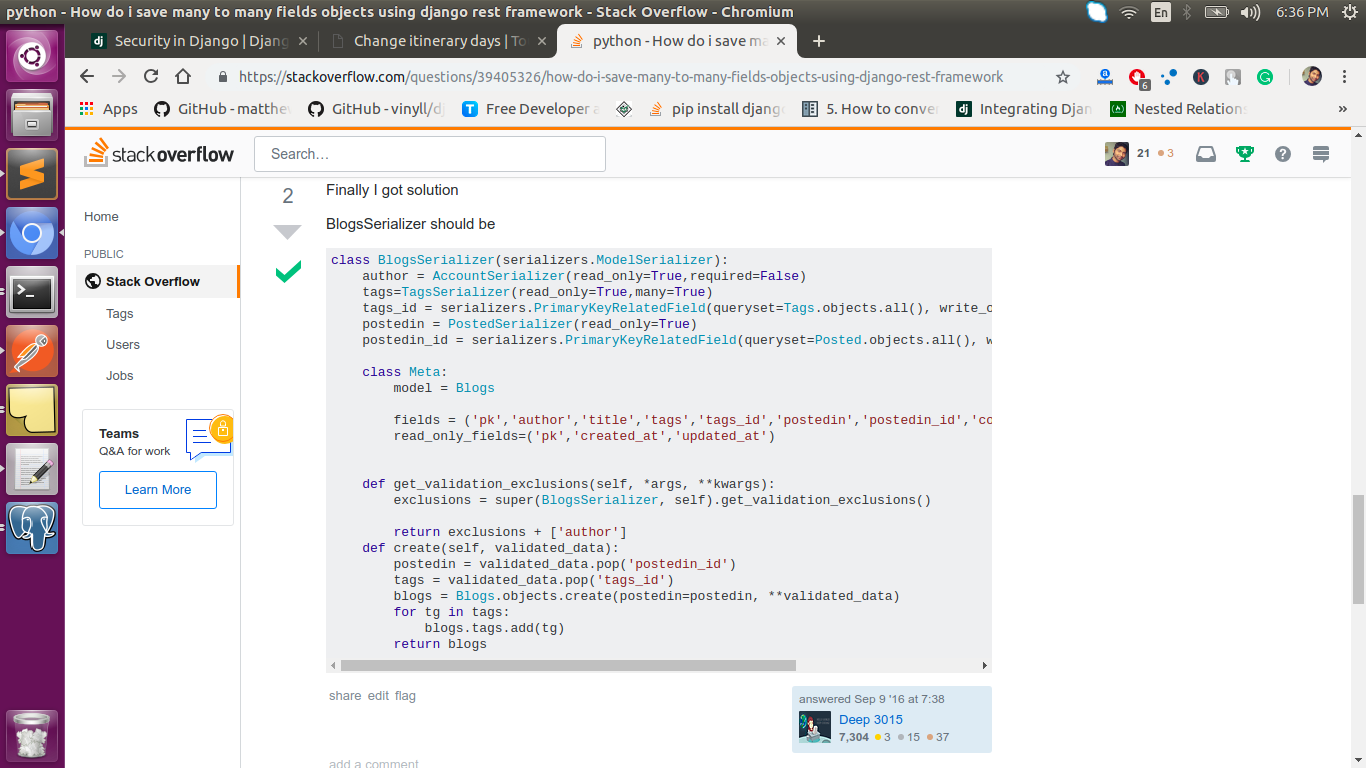 python - How do i save many to many fields objects using django rest framework - Stack Overflow - Chromium
En
6:36 PM
dj Security in Django | Djang
Change itinerary days | To
python - How do i save ma
https://stackoverflow.com/questions/39405326/how-do-i-save-many-to-many-fields-objects-using-django-rest-framework
6
K
Apps
GitHub - matthew
GitHub - vinyll/dj
T Free Developer a
pip install django
5. How to conver
dj Integrating Djan
Nested Relations
»
stackoverflow
Search…
21 3
Home
PUBLIC
Stack Overflow
Tags
Users
Jobs
Teams
Q&A for work
Learn More
2
Finally I got solution
BlogsSerializer should be
class BlogsSerializer(serializers.ModelSerializer):
author = AccountSerializer(read_only=True,required=False)
tags=TagsSerializer(read_only=True,many=True)
tags_id = serializers.PrimaryKeyRelatedField(queryset=Tags.objects.all(), write_o
postedin = PostedSerializer(read_only=True)
postedin_id = serializers.PrimaryKeyRelatedField(queryset=Posted.objects.all(), w
class Meta:
model = Blogs
fields = ('pk','author','title','tags','tags_id','postedin','postedin_id','co
read_only_fields=('pk','created_at','updated_at')
def get_validation_exclusions(self, *args, **kwargs):
exclusions = super(BlogsSerializer, self).get_validation_exclusions()
return exclusions + ['author']
def create(self, validated_data):
postedin = validated_data.pop('postedin_id')
tags = validated_data.pop('tags_id')
blogs = Blogs.objects.create(postedin=postedin, **validated_data)
for tg in tags:
blogs.tags.add(tg)
return blogs
share edit flag
answered Sep 9 '16 at 7:38
Deep 3015
7,304 3 15 37
add a comment